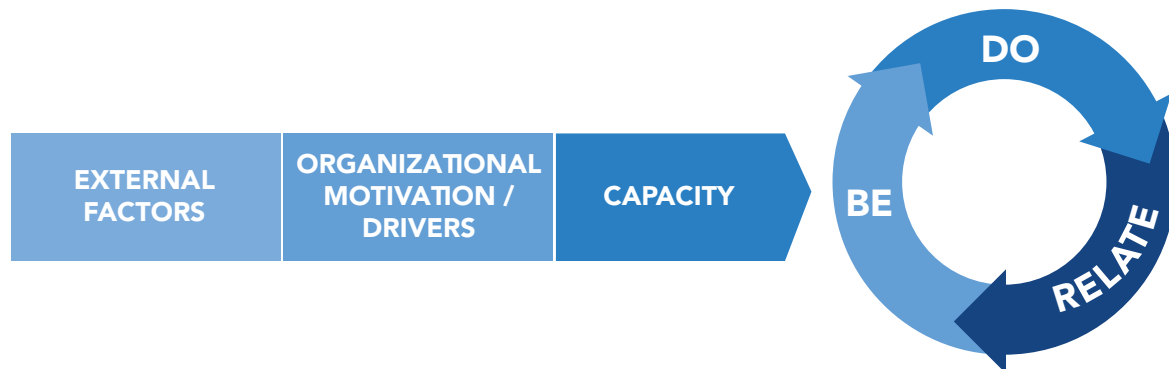 EXTERNAL
FACTORS
ORGANIZATIONAL
MOTIVATION /
DRIVERS
CAPACITY
DO
BE
RELATE